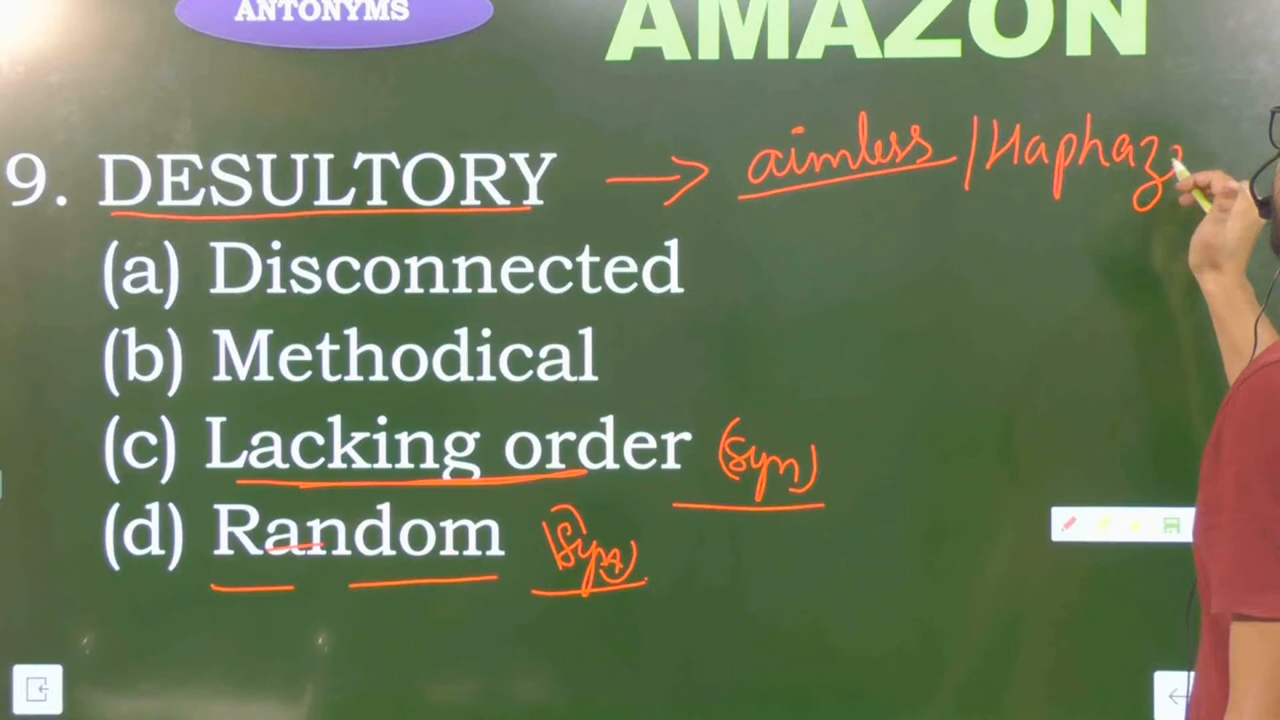 ANTONYMS
AMAZON
9. DESULTORY → aimless / Haphaz
(a) Disconnected
(b) Methodical
(c) Lacking order (Syn)
(d) Random (Syn)